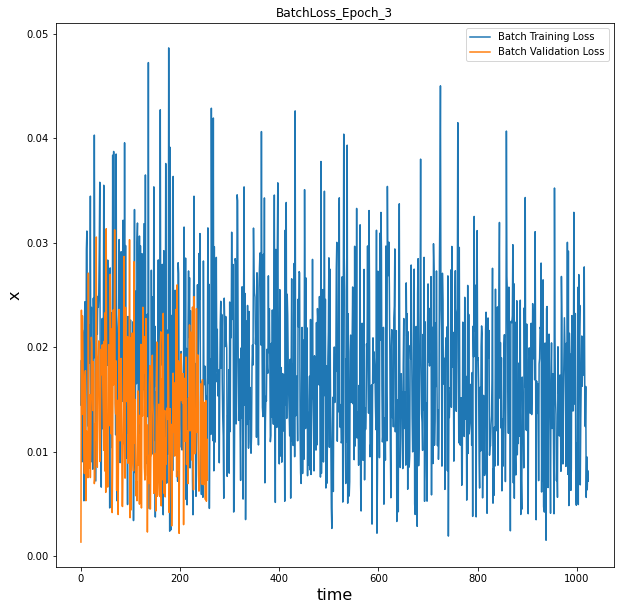 BatchLoss_Epoch_3
Batch Training Loss
Batch Validation Loss
0.05
0.04
0.03
0.02
0.01
0.00
x
0 200 400 600 800 1000
time